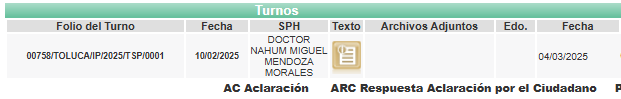 Turnos
Folio del Turno Fecha SPH Texto Archivos Adjuntos Edo. Fecha
00758/TOLUCA/IP/2025/TSP/0001 10/02/2025 DOCTOR NAHUM MIGUEL MENDOZA MORALES 04/03/2025
AC Aclaración ARC Respuesta Aclaración por el Ciudadano P